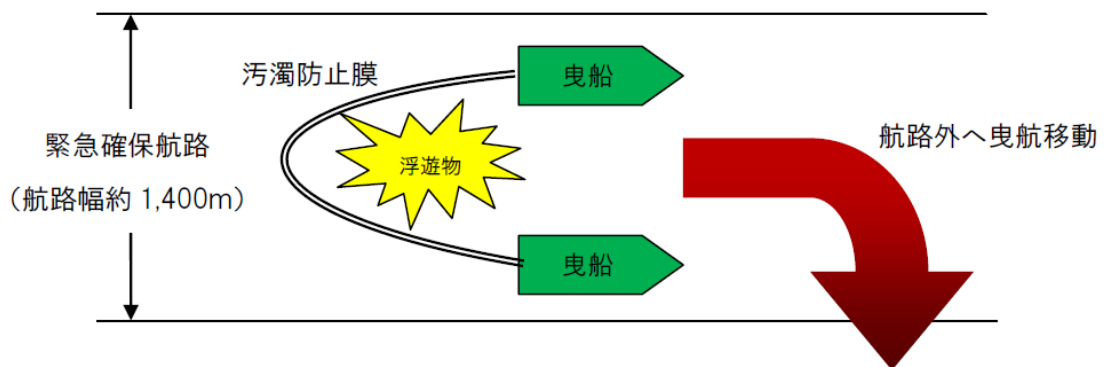 汚濁防止膜
曳船
緊急確保航路
（航路幅約 1,400m）
浮遊物
航路外へ曳航移動
曳船